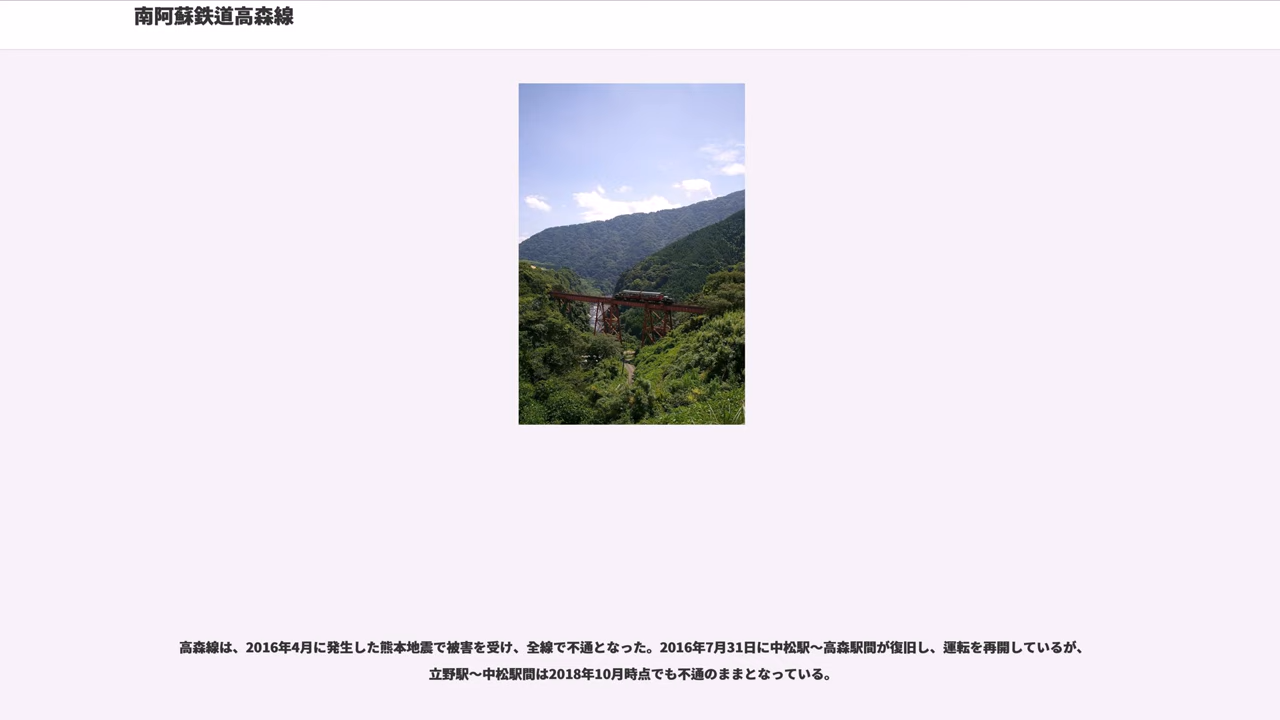 南阿蘇鉄道高森線
高森線は、2016年4月に発生した熊本地震で被害を受け、全線で不通となった。2016年7月31日に中松駅〜高森駅間が復旧し、運転を再開しているが、
立野駅〜中松駅間は2018年10月時点でも不通のままとなっている。